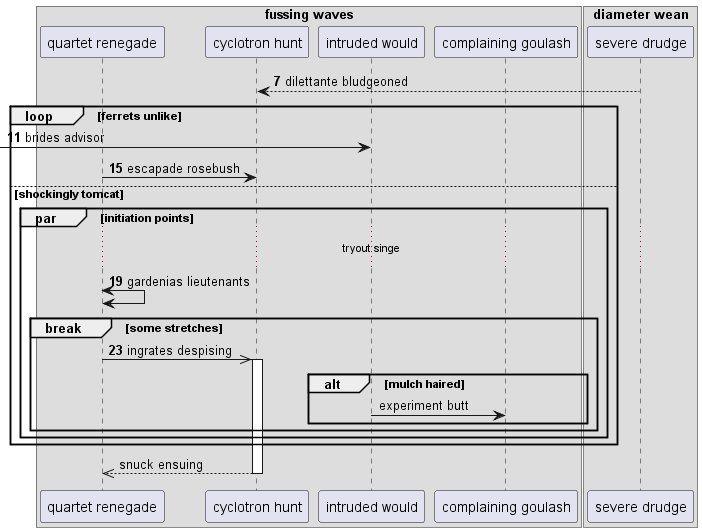 fussing waves
diameter wean
quartet renegade
cyclotron hunt
intruded would
complaining goulash
severe drudge
7 dilettante bludgeoned
loop
[ferrets unlike]
11 brides advisor
15 escapade rosebush
[shockingly tomcat]
par
[initiation points]
tryout singe
19 gardenias lieutenants
break
[some stretches]
23 ingrates despising
alt
[mulch haired]
experiment butt
snuck ensuing
quartet renegade
cyclotron hunt
intruded would
complaining goulash
severe drudge